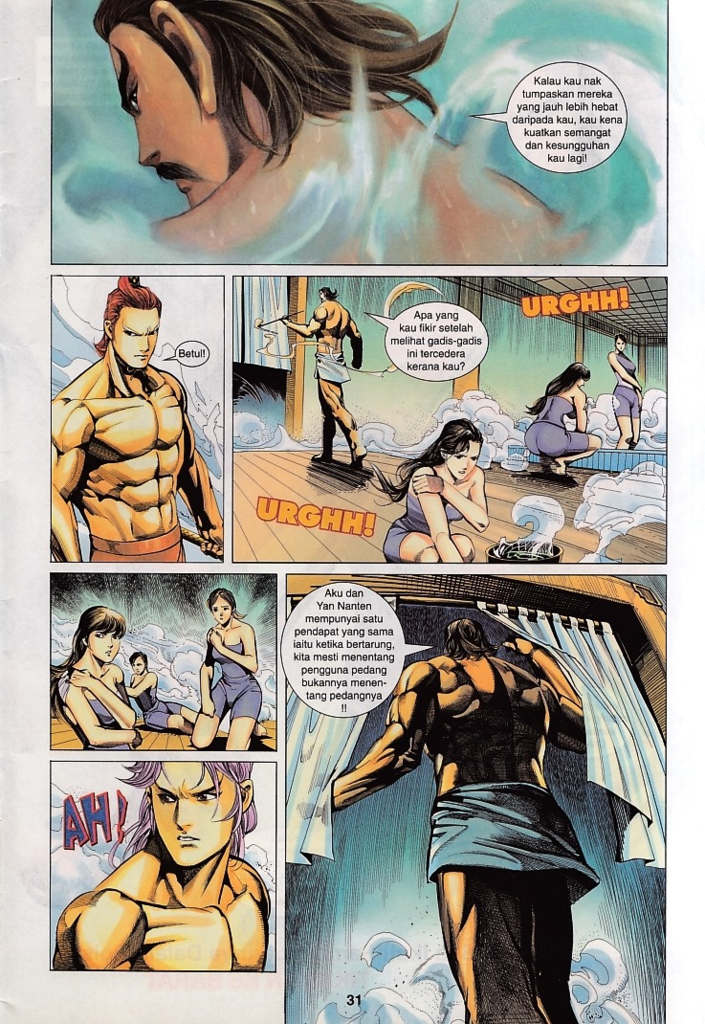 Kalau kau nak
tumpaskan mereka
yang jauh lebih hebat
daripada kau, kau kena
kuatkan semangat
dan kesungguhan
kau lagi!
Betul!
Apa yang
kau fikir setelah
melihat gadis-gadis
ini tercedera
kerana kau?
URGHH!
URGHH!
Aku dan
Yan Nanten
mempunyai satu
pendapat yang sama
iaitu ketika bertarung,
kita mesti menentang
pengguna pedang
bukannya menen-
tang pedangnya
!!
AH!
31